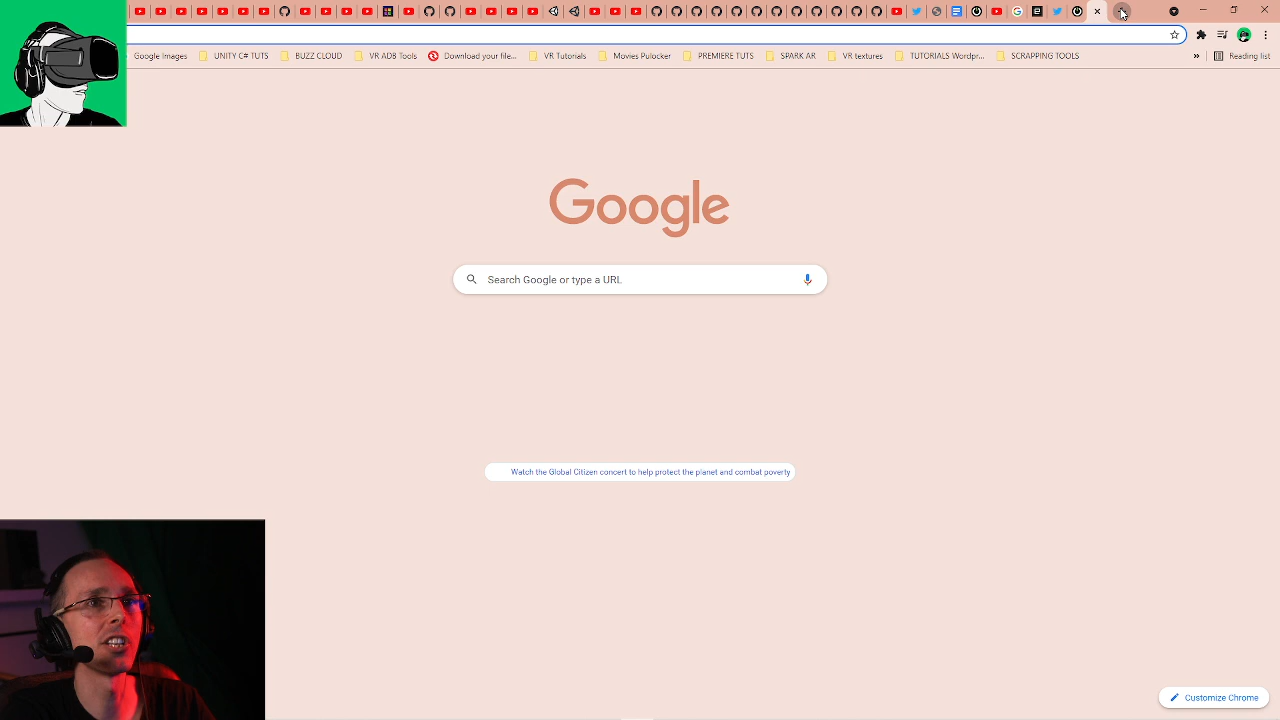 Google Images
UNITY C# TUTS
BUZZ CLOUD
VR ADB Tools
Download your file...
VR Tutorials
Movies Pulocker
PREMIERE TUTS
SPARK AR
VR textures
TUTORIALS Wordpr...
SCRAPPING TOOLS
»
Reading list
Google
Search Google or type a URL
Watch the Global Citizen concert to help protect the planet and combat poverty
Customize Chrome